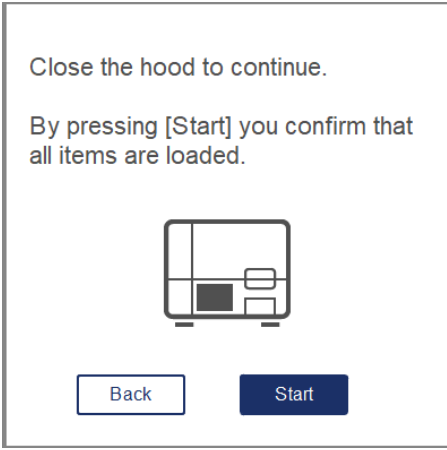 Close the hood to continue.
By pressing [Start] you confirm that
all items are loaded.
Back
Start